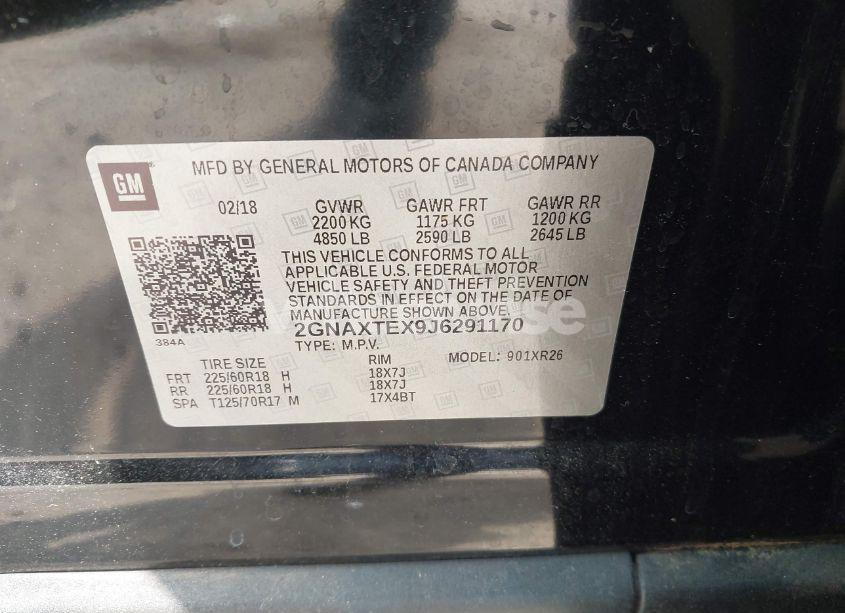 GM
MFD BY GENERAL MOTORS OF CANADA COMPANY
02/18 GVWR GAWR FRT GAWR RR
2200 KG 1175 KG 1200 KG
4850 LB 2590 LB 2645 LB
THIS VEHICLE CONFORMS TO ALL
APPLICABLE U.S. FEDERAL MOTOR
VEHICLE SAFETY AND THEFT PREVENTION
STANDARDS IN EFFECT ON THE DATE OF
MANUFACTURE SHOWN ABOVE.
2GNAXTEX9J6291170
384A
TYPE: M.P.V. MODEL: 901XR26
TIRE SIZE RIM
FRT 225/60R18 H 18X7J
RR 225/60R18 H 18X7J
SPA T125/70R17 M 17X4BT